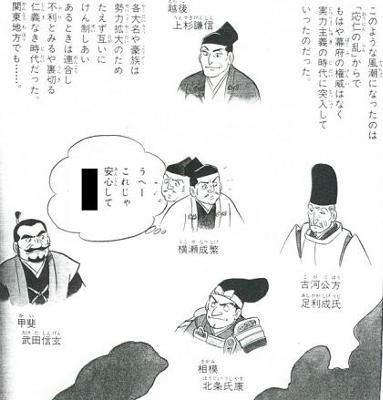 このような風潮になったのは
「応仁の乱」からで
もはや幕府の権威はなく
実力主義の時代に突入して
いったのだった。
越後
上杉謙信
各大名や豪族は
勢力拡大のため
たえず互いに
けん制しあい
あるときは連合し
不利とみるや裏切る
仁義なき時代だった。
関東地方でも……。
うへー
これじゃ
安心して
横瀬成繁
古河公方
足利成氏
甲斐
武田信玄
相模
北条氏康